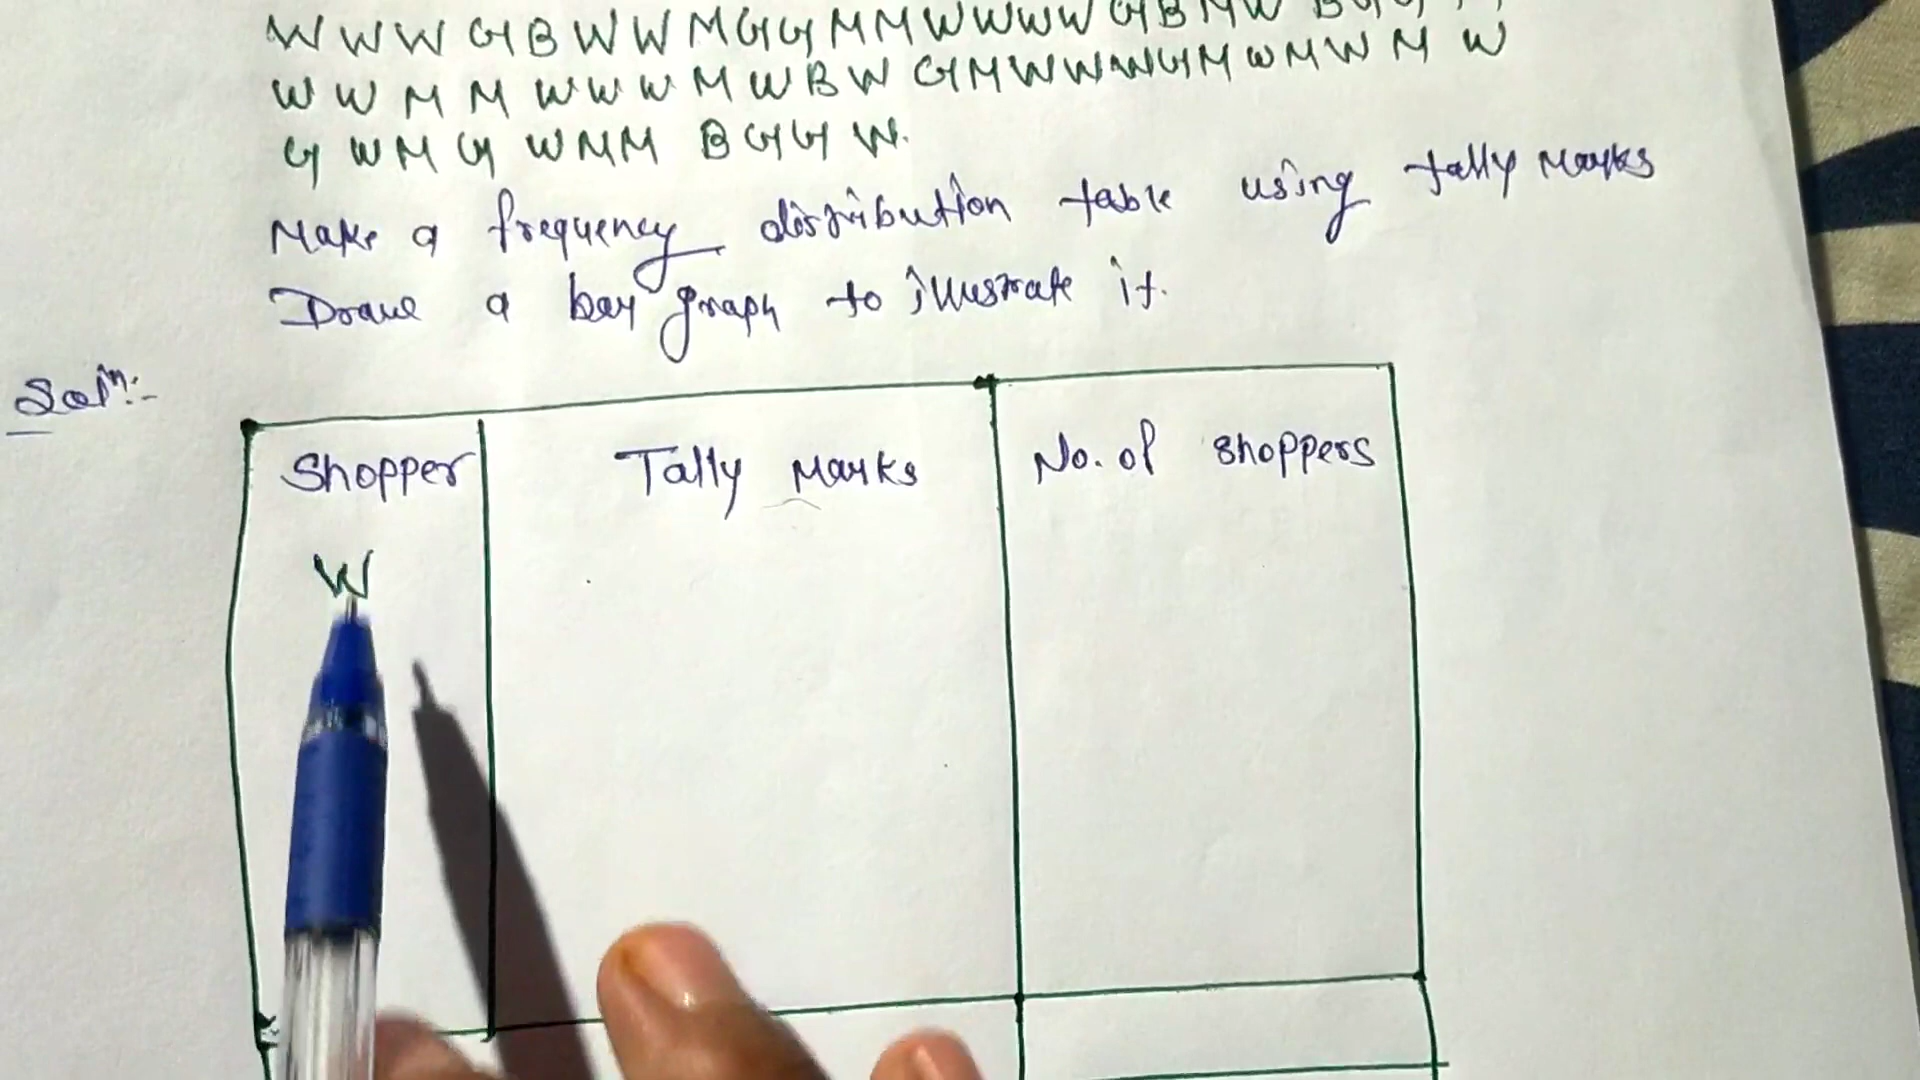 W W W G B W W M G G M M W W W W G B M W B G G
W W M M W W W M W B W G M W W W W G M W M W M W
G W M G W M M B G G W.
Make a frequency distribution table using tally Marks
Draw a bar graph to illustrate it.
Solⁿ:-
Shopper Tally Marks No. of shoppers
W